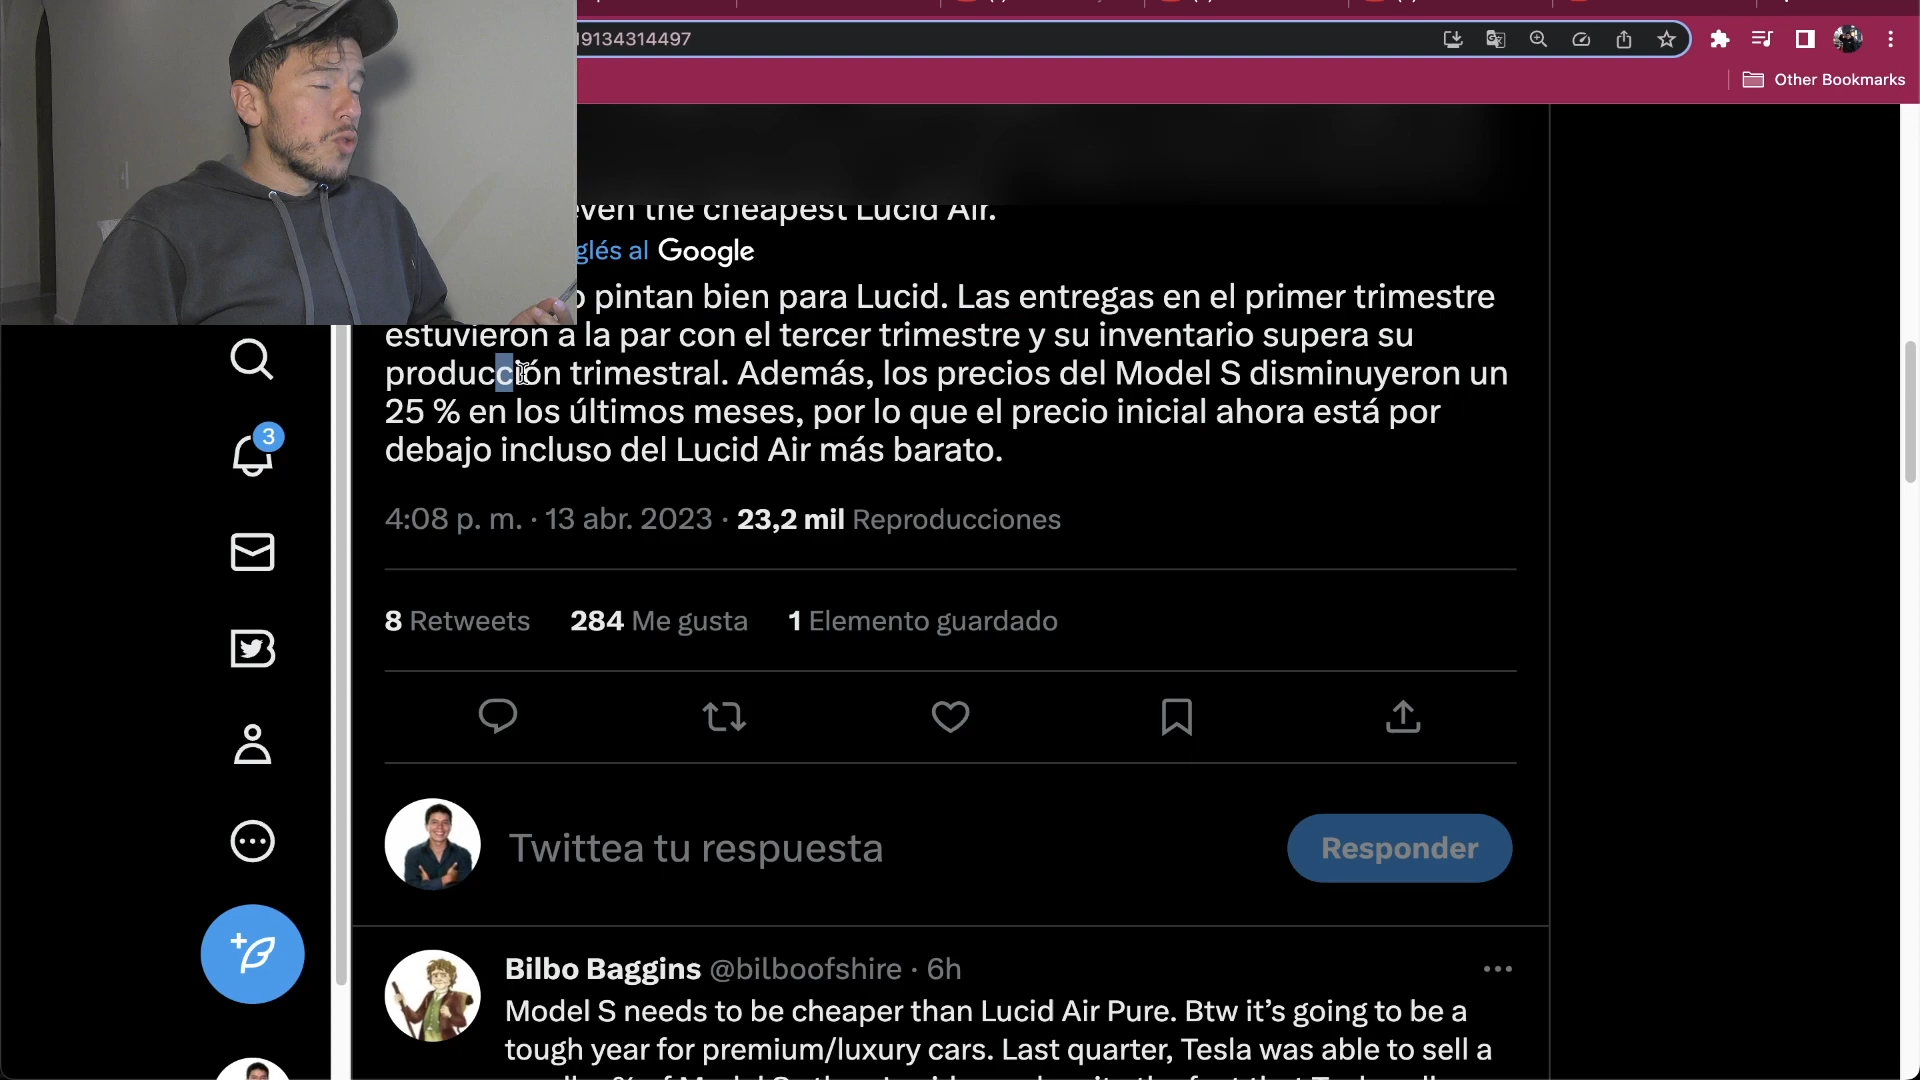 19134314497
Other Bookmarks
even the cheapest Lucid Air.
glés al Google
pintan bien para Lucid. Las entregas en el primer trimestre
estuvieron a la par con el tercer trimestre y su inventario supera su
producción trimestral. Además, los precios del Model S disminuyeron un
25 % en los últimos meses, por lo que el precio inicial ahora está por
debajo incluso del Lucid Air más barato.
4:08 p. m. · 13 abr. 2023 · 23,2 mil Reproducciones
8 Retweets 284 Me gusta 1 Elemento guardado
3
Twittea tu respuesta
Responder
Bilbo Baggins @bilboofshire · 6h
Model S needs to be cheaper than Lucid Air Pure. Btw it’s going to be a
tough year for premium/luxury cars. Last quarter, Tesla was able to sell a